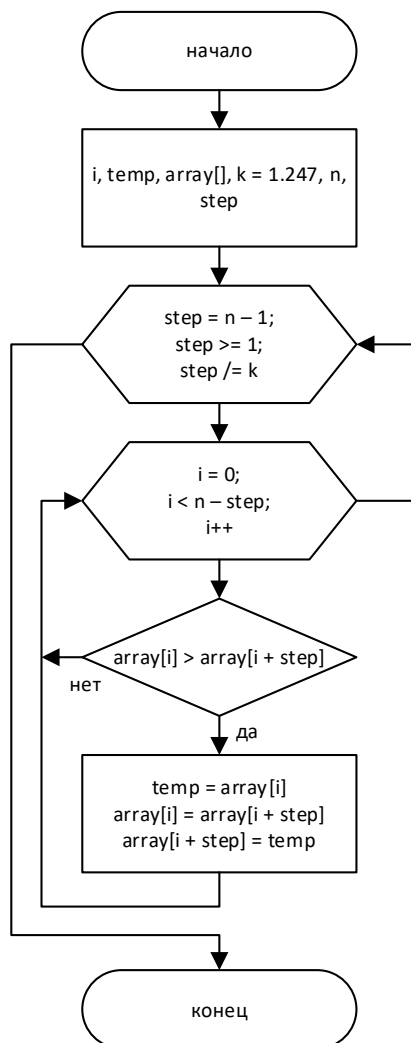 начало
i, temp, array[], k = 1.247, n,
step
step = n – 1;
step >= 1;
step /= k
i = 0;
i < n – step;
i++
array[i] > array[i + step]
нет
да
temp = array[i]
array[i] = array[i + step]
array[i + step] = temp
конец